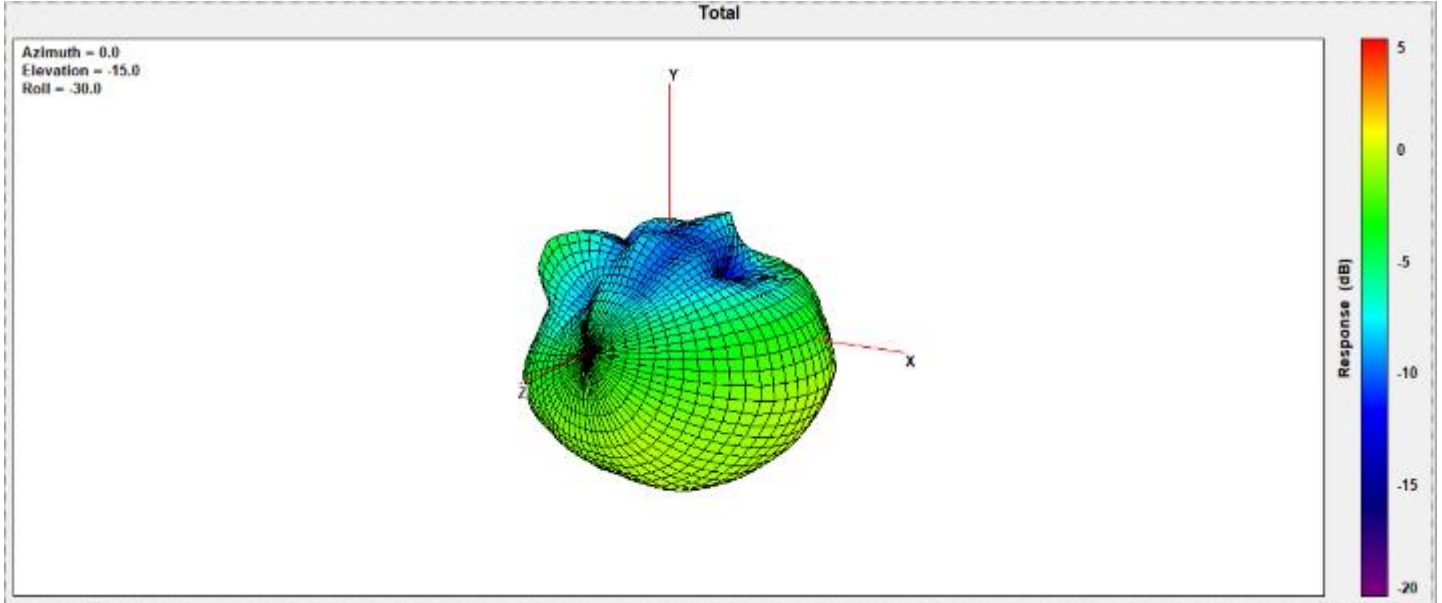 Total
Azimuth = 0.0
Elevation = -15.0
Roll = -30.0
Y
X
Z
5
0
-5
-10
-15
-20
Response (dB)